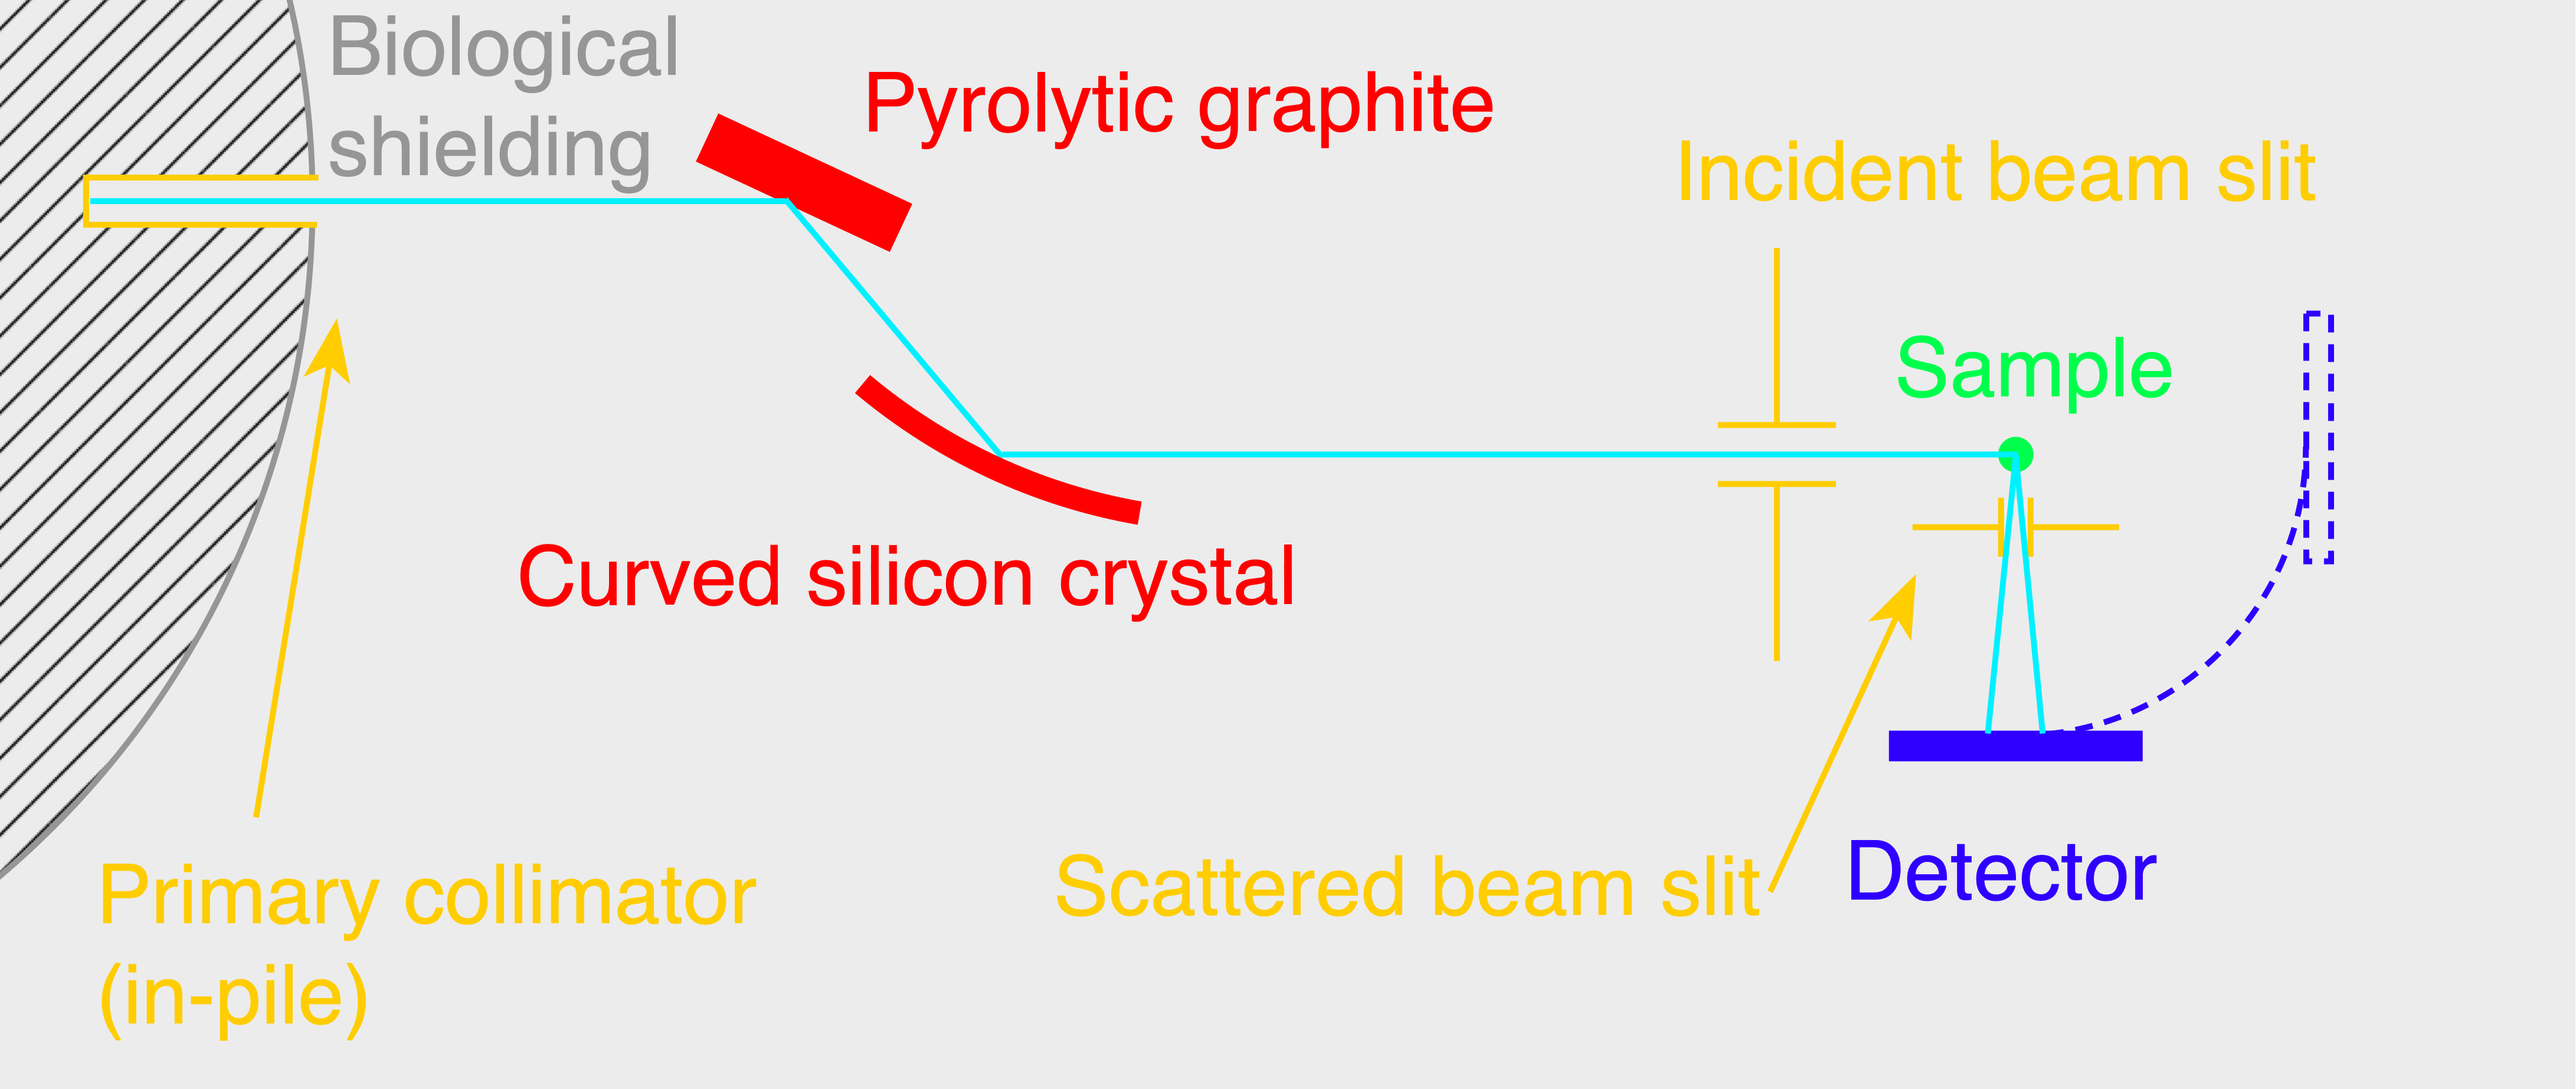 Biological
shielding
Pyrolytic graphite
Incident beam slit
Sample
Curved silicon crystal
Scattered beam slit
Detector
Primary collimator
(in-pile)